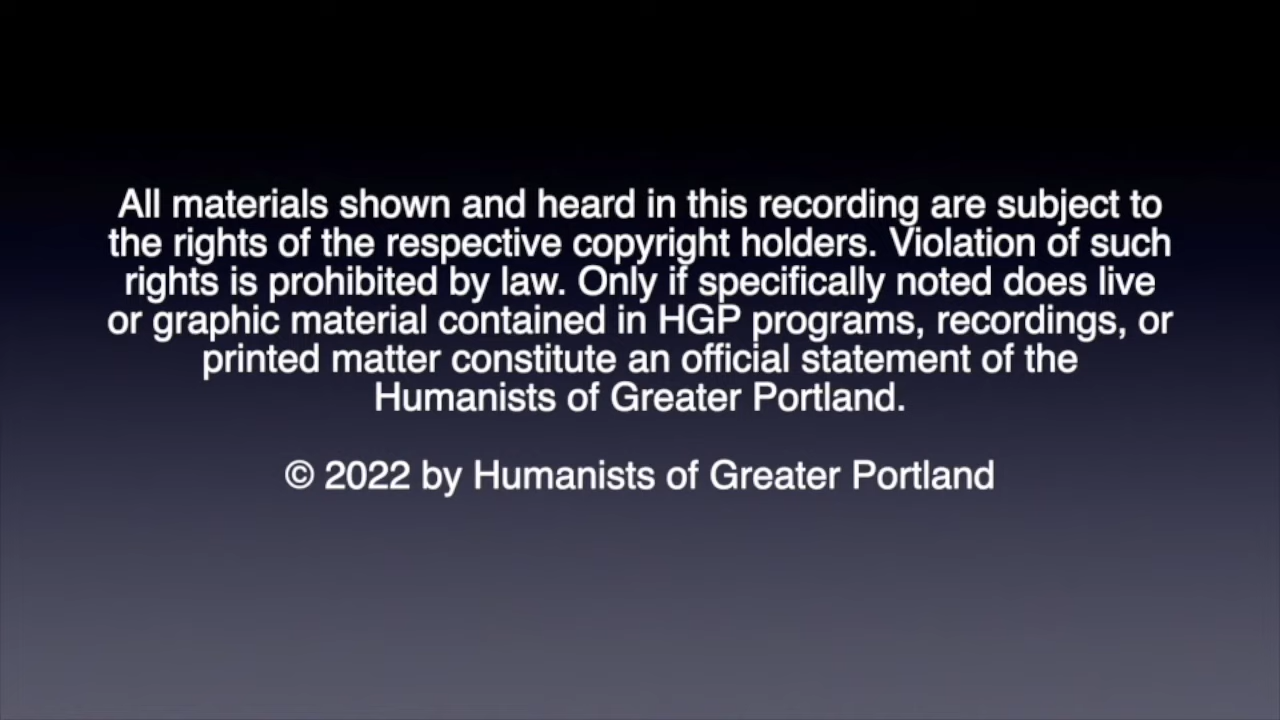 All materials shown and heard in this recording are subject to
the rights of the respective copyright holders. Violation of such
rights is prohibited by law. Only if specifically noted does live
or graphic material contained in HGP programs, recordings, or
printed matter constitute an official statement of the
Humanists of Greater Portland.
© 2022 by Humanists of Greater Portland